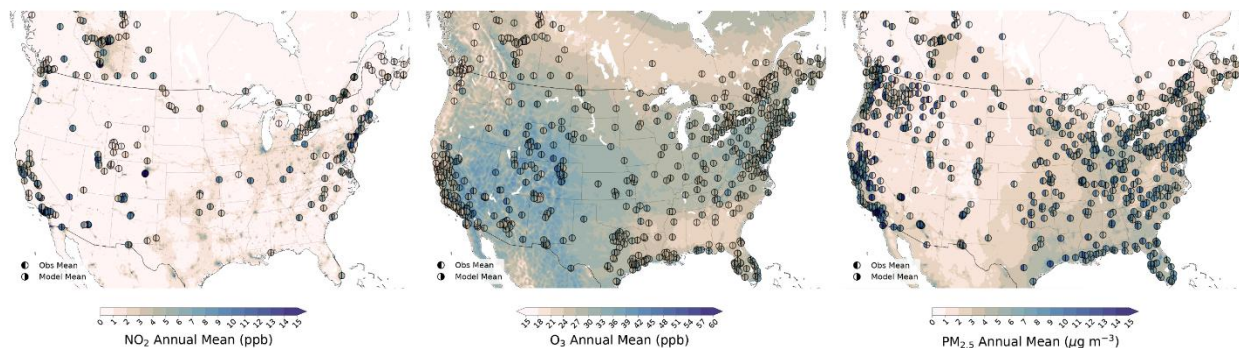 Obs Mean
Model Mean
0 1 2 3 4 5 6 7 8 9 10 11 12 13 14 15
NO₂ Annual Mean (ppb)
Obs Mean
Model Mean
15 18 21 24 27 30 33 36 39 42 45 48 51 54 57 60
O₃ Annual Mean (ppb)
Obs Mean
Model Mean
0 1 2 3 4 5 6 7 8 9 10 11 12 13 14 15
PM₂.₅ Annual Mean (μg m⁻³)